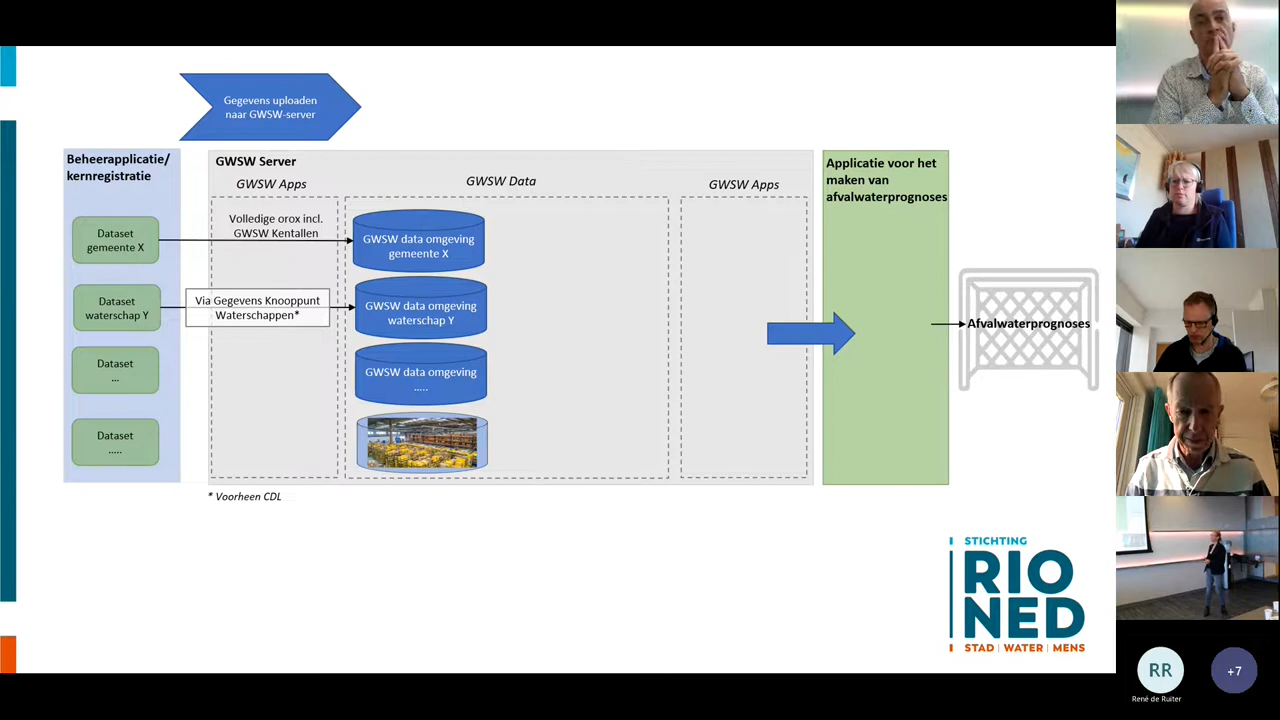 Gegevens uploaden
naar GWSW-server
Beheerapplicatie/
kernregistratie
Dataset
gemeente X
Dataset
waterschap Y
Dataset
...
Dataset
.....
GWSW Server
GWSW Apps
Volledige orox incl.
GWSW Kentallen
Via Gegevens Knooppunt
Waterschappen*
GWSW Data
GWSW data omgeving
gemeente X
GWSW data omgeving
waterschap Y
GWSW data omgeving
.....
GWSW Apps
Applicatie voor het
maken van
afvalwaterprognoses
Afvalwaterprognoses
* Voorheen CDL
STICHTING
RIO
NED
STAD | WATER | MENS
RR
René de Ruiter
+7